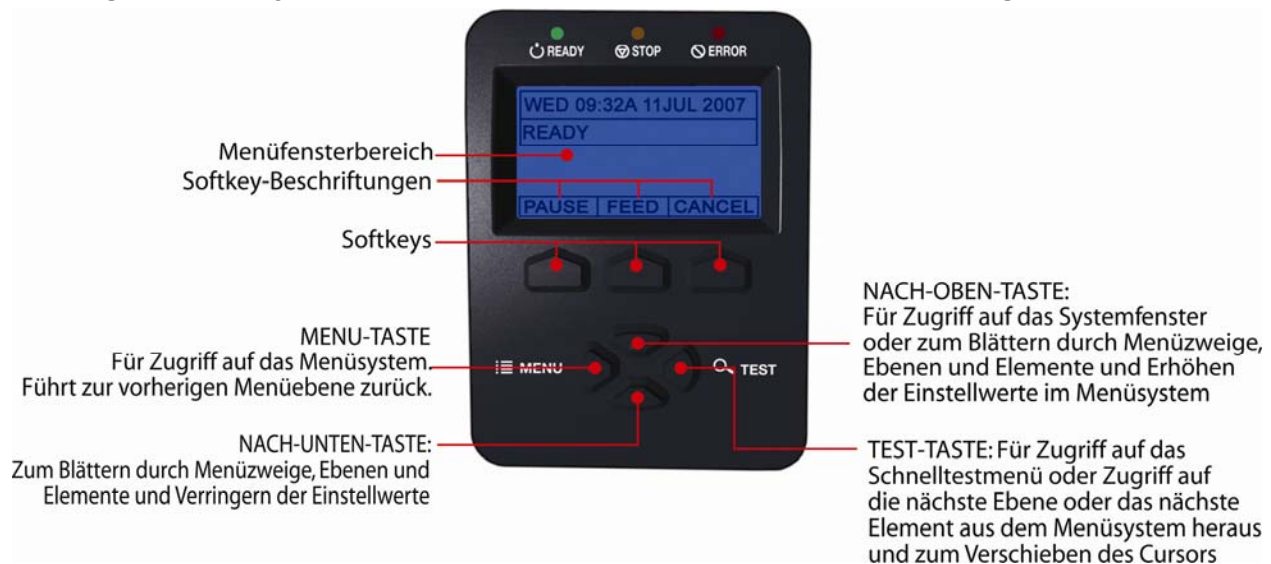 READY
STOP
ERROR
WED 09:32A 11JUL 2007
READY
PAUSE FEED CANCEL
Menüfensterbereich
Softkey-Beschriftungen
Softkeys
MENU-TASTE
Für Zugriff auf das Menüsystem.
Führt zur vorherigen Menüebene zurück.
MENU
TEST
NACH-UNTEN-TASTE:
Zum Blättern durch Menüzweige, Ebenen und
Elemente und Verringern der Einstellwerte
NACH-OBEN-TASTE:
Für Zugriff auf das Systemfenster
oder zum Blättern durch Menüzweige,
Ebenen und Elemente und Erhöhen
der Einstellwerte im Menüsystem
TEST-TASTE: Für Zugriff auf das
Schnelltestmenü oder Zugriff auf
die nächste Ebene oder das nächste
Element aus dem Menüsystem heraus
und zum Verschieben des Cursors